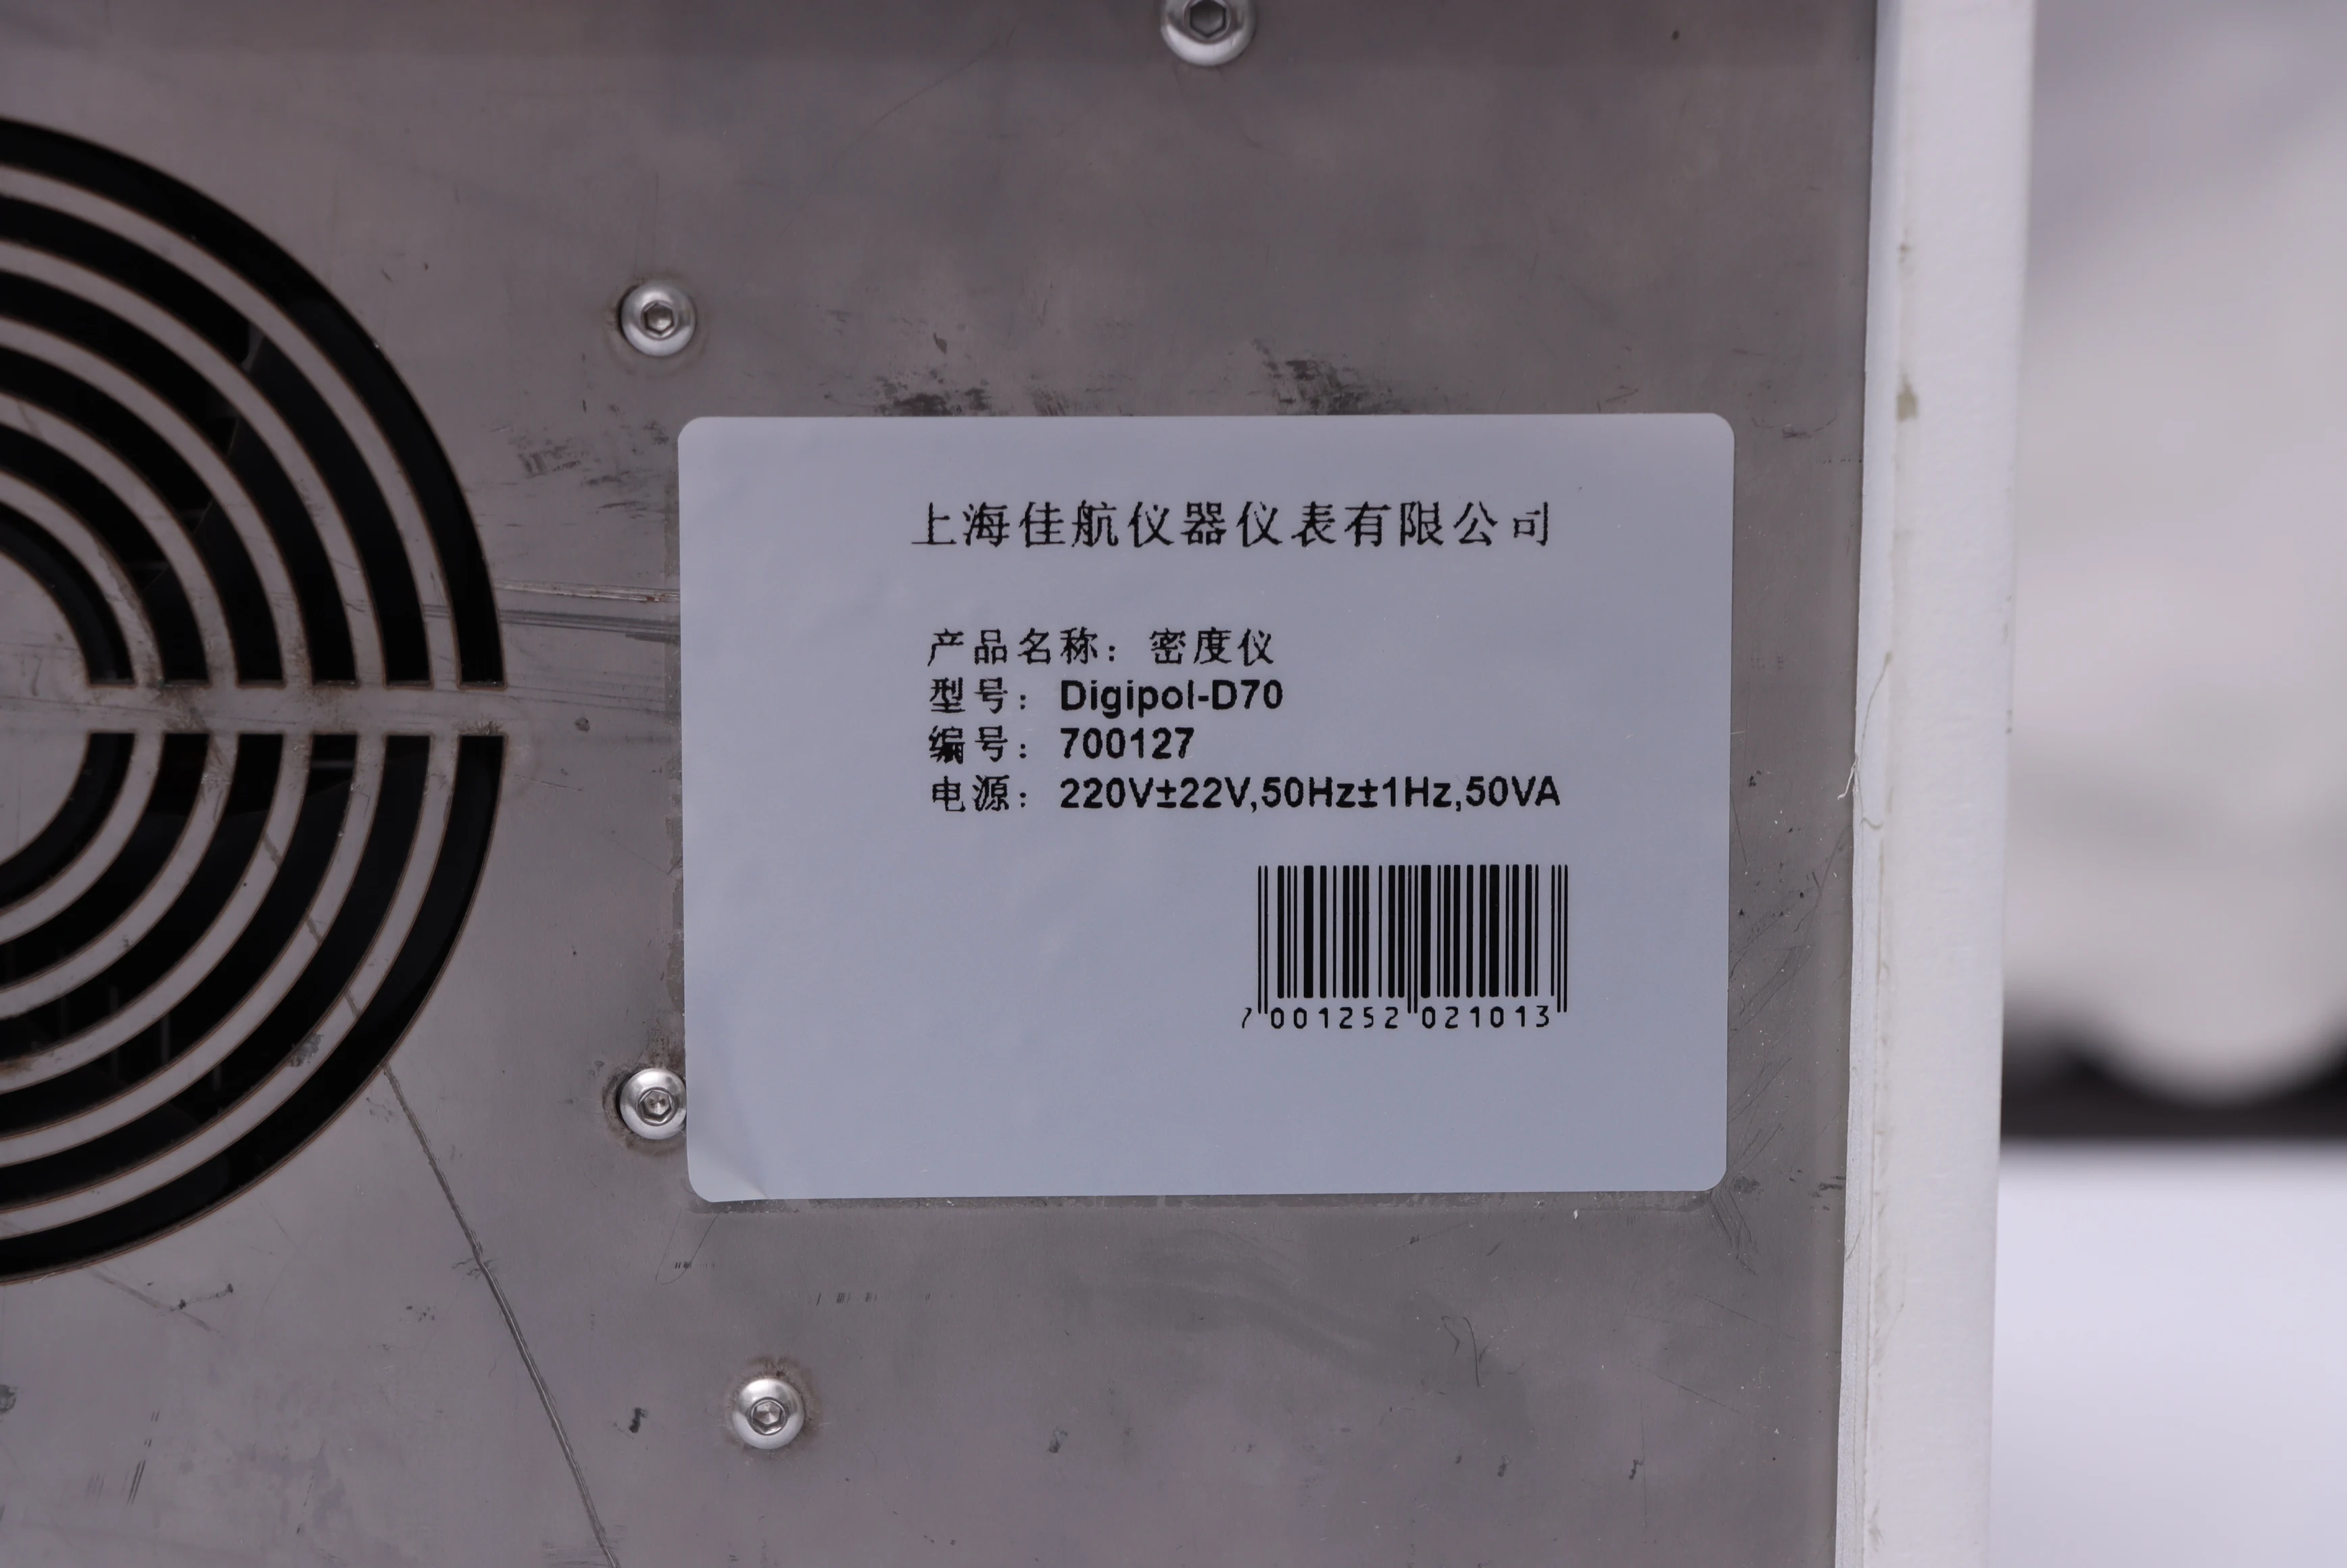 上海佳航仪器仪表有限公司
产品名称：密度仪
型号：Digipol-D70
编号：700127
电源：220V±22V,50Hz±1Hz,50VA
7 001252 021013